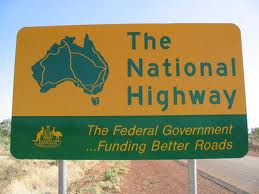 The
National
Highway
The Federal Government
...Funding Better Roads